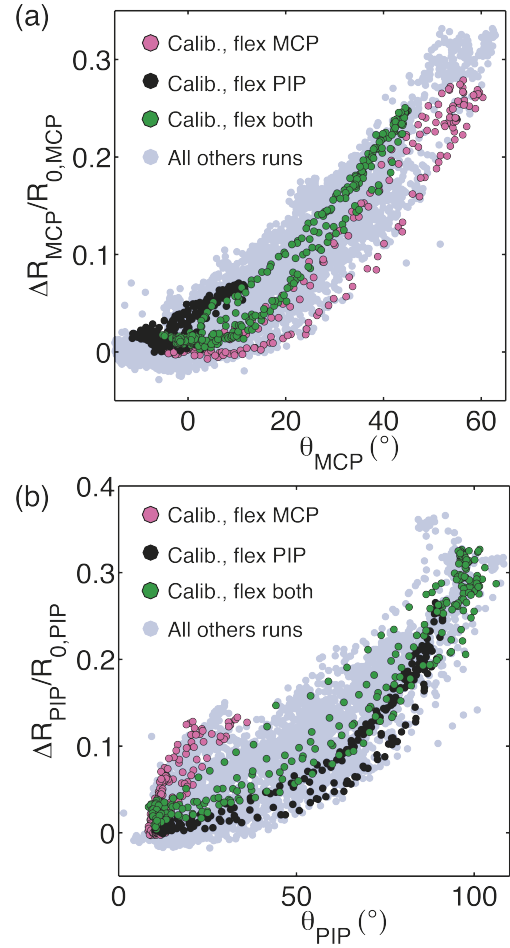 (a)
Calib., flex MCP
Calib., flex PIP
Calib., flex both
All others runs
0.3
0.2
0.1
0
ΔR_MCP/R_0,MCP
0 20 40 60
θ_MCP (°)
(b)
Calib., flex MCP
Calib., flex PIP
Calib., flex both
All others runs
0.4
0.3
0.2
0.1
0
ΔR_PIP/R_0,PIP
0 50 100
θ_PIP (°)